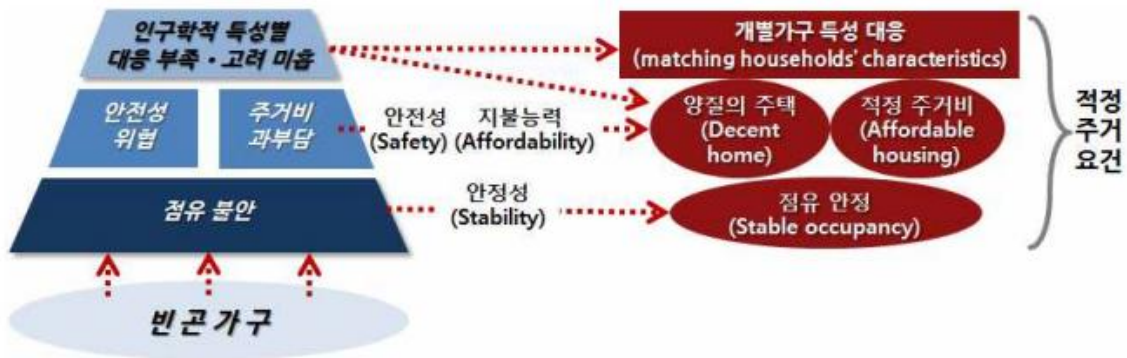 인구학적 특성별
대응 부족·고려 미흡
안전성
위협
주거비
과부담
점유 불안
빈곤가구
안전성
(Safety)
지불능력
(Affordability)
안정성
(Stability)
개별가구 특성 대응
(matching households' characteristics)
양질의 주택
(Decent
home)
적정 주거비
(Affordable
housing)
점유 안정
(Stable occupancy)
적정
주거
요건